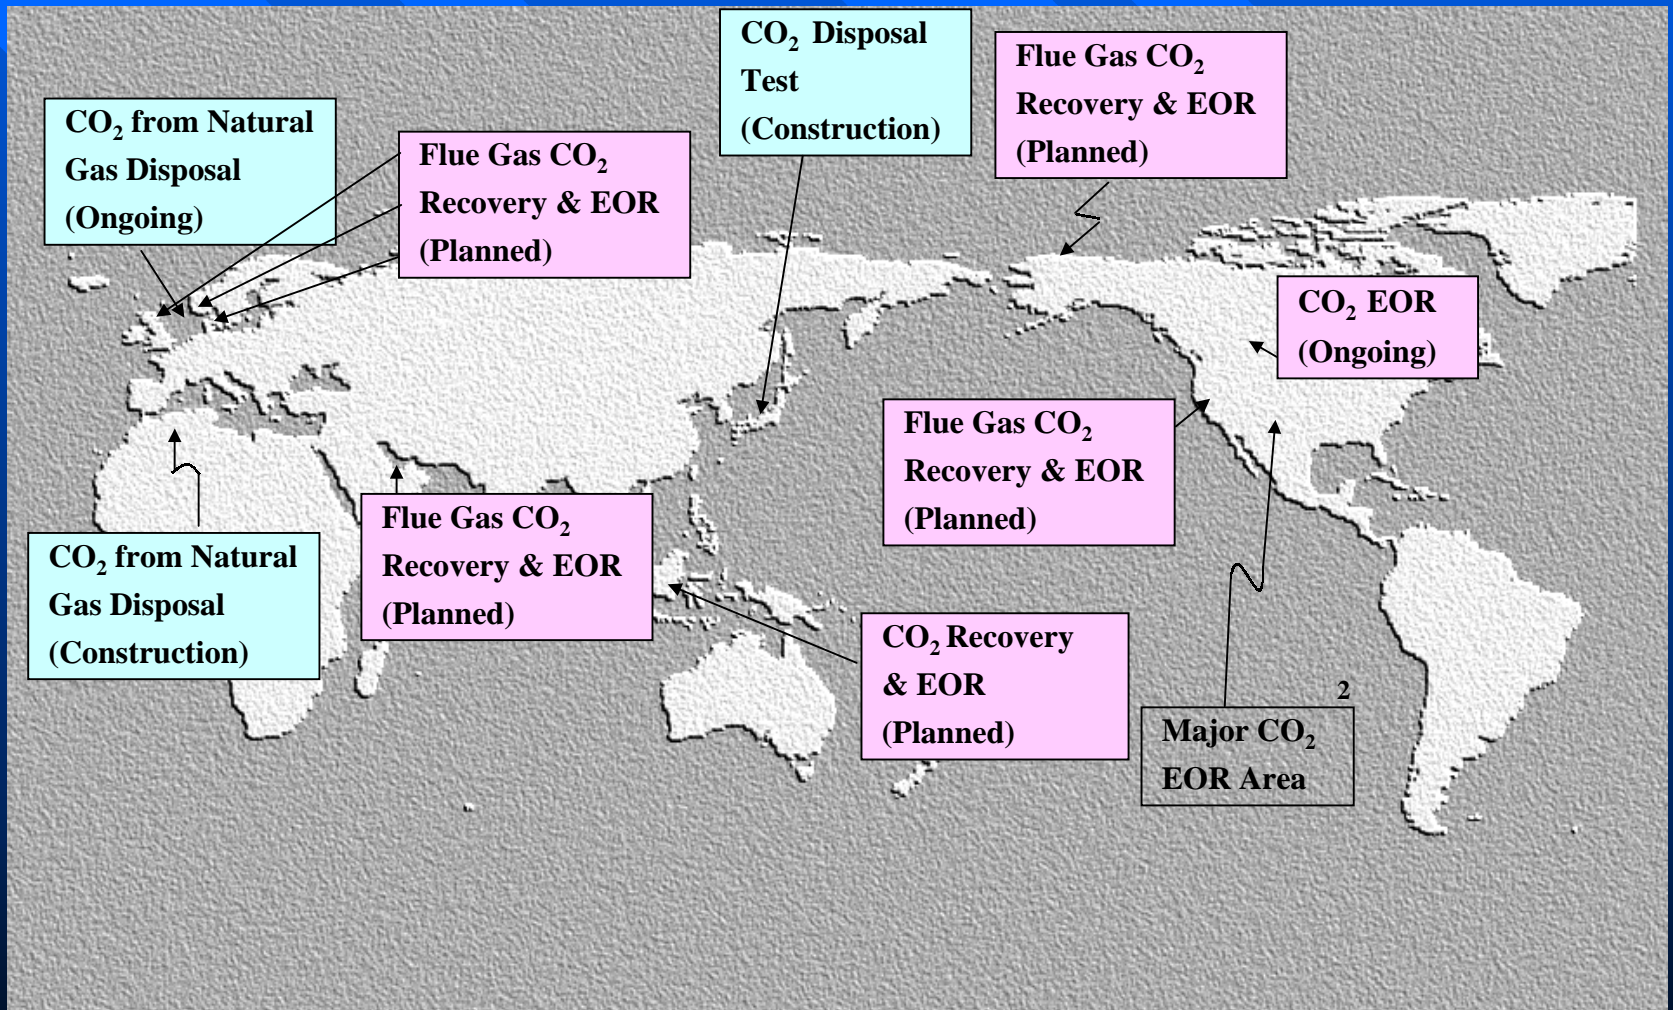 CO₂ Disposal
Test
(Construction)
Flue Gas CO₂
Recovery & EOR
(Planned)
CO₂ from Natural
Gas Disposal
(Ongoing)
Flue Gas CO₂
Recovery & EOR
(Planned)
CO₂ EOR
(Ongoing)
Flue Gas CO₂
Recovery & EOR
(Planned)
Flue Gas CO₂
Recovery & EOR
(Planned)
CO₂ from Natural
Gas Disposal
(Construction)
CO₂ Recovery
& EOR
(Planned)
2
Major CO₂
EOR Area